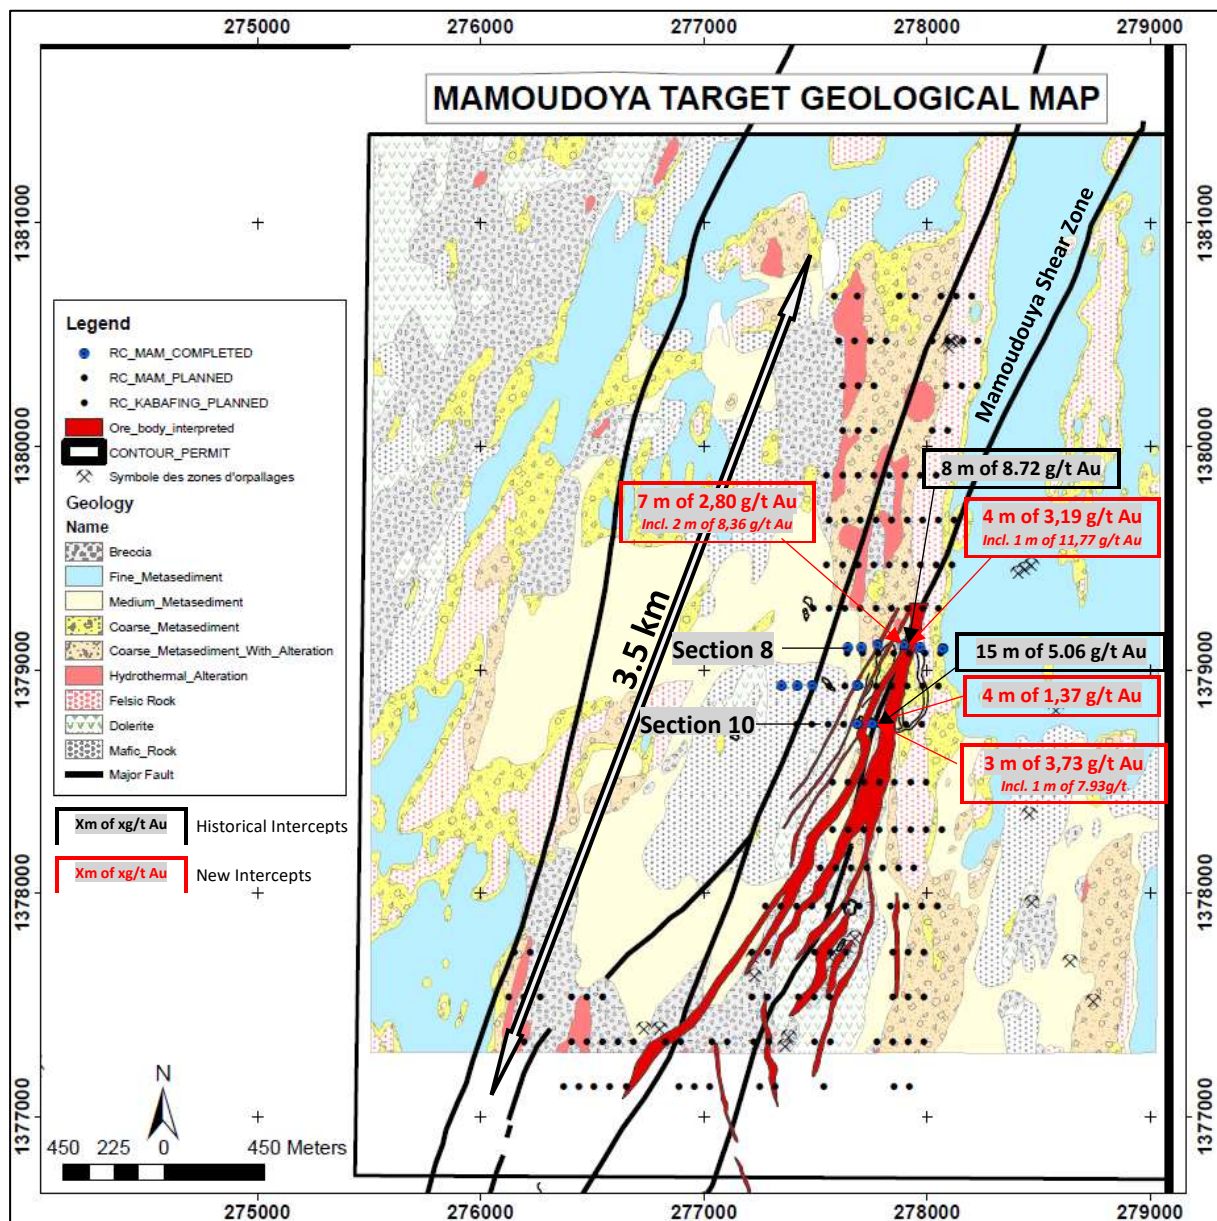 275000 276000 277000 278000 279000
MAMOUDOYA TARGET GEOLOGICAL MAP
1381000
1380000
1379000
1378000
1377000
1381000
1380000
1379000
1378000
1377000
Mamoudouya Shear Zone
Legend
RC_MAM_COMPLETED
RC_MAM_PLANNED
RC_KABAFING_PLANNED
Ore_body_interpreted
CONTOUR_PERMIT
Symbole des zones d'orpallages
Geology
Name
Breccia
Fine_Metasediment
Medium_Metasediment
Coarse_Metasediment
Coarse_Metasediment_With_Alteration
Hydrothermal_Alteration
Felsic Rock
Dolerite
Mafic_Rock
Major Fault
Xm of xg/t Au Historical Intercepts
Xm of xg/t Au New Intercepts
3.5 km
8 m of 8.72 g/t Au
7 m of 2,80 g/t Au
Incl. 2 m of 8,36 g/t Au
4 m of 3,19 g/t Au
Incl. 1 m of 11,77 g/t Au
Section 8
15 m of 5.06 g/t Au
4 m of 1,37 g/t Au
Section 10
3 m of 3,73 g/t Au
Incl. 1 m of 7.93g/t
N
450 225 0 450 Meters
275000 276000 277000 278000 279000